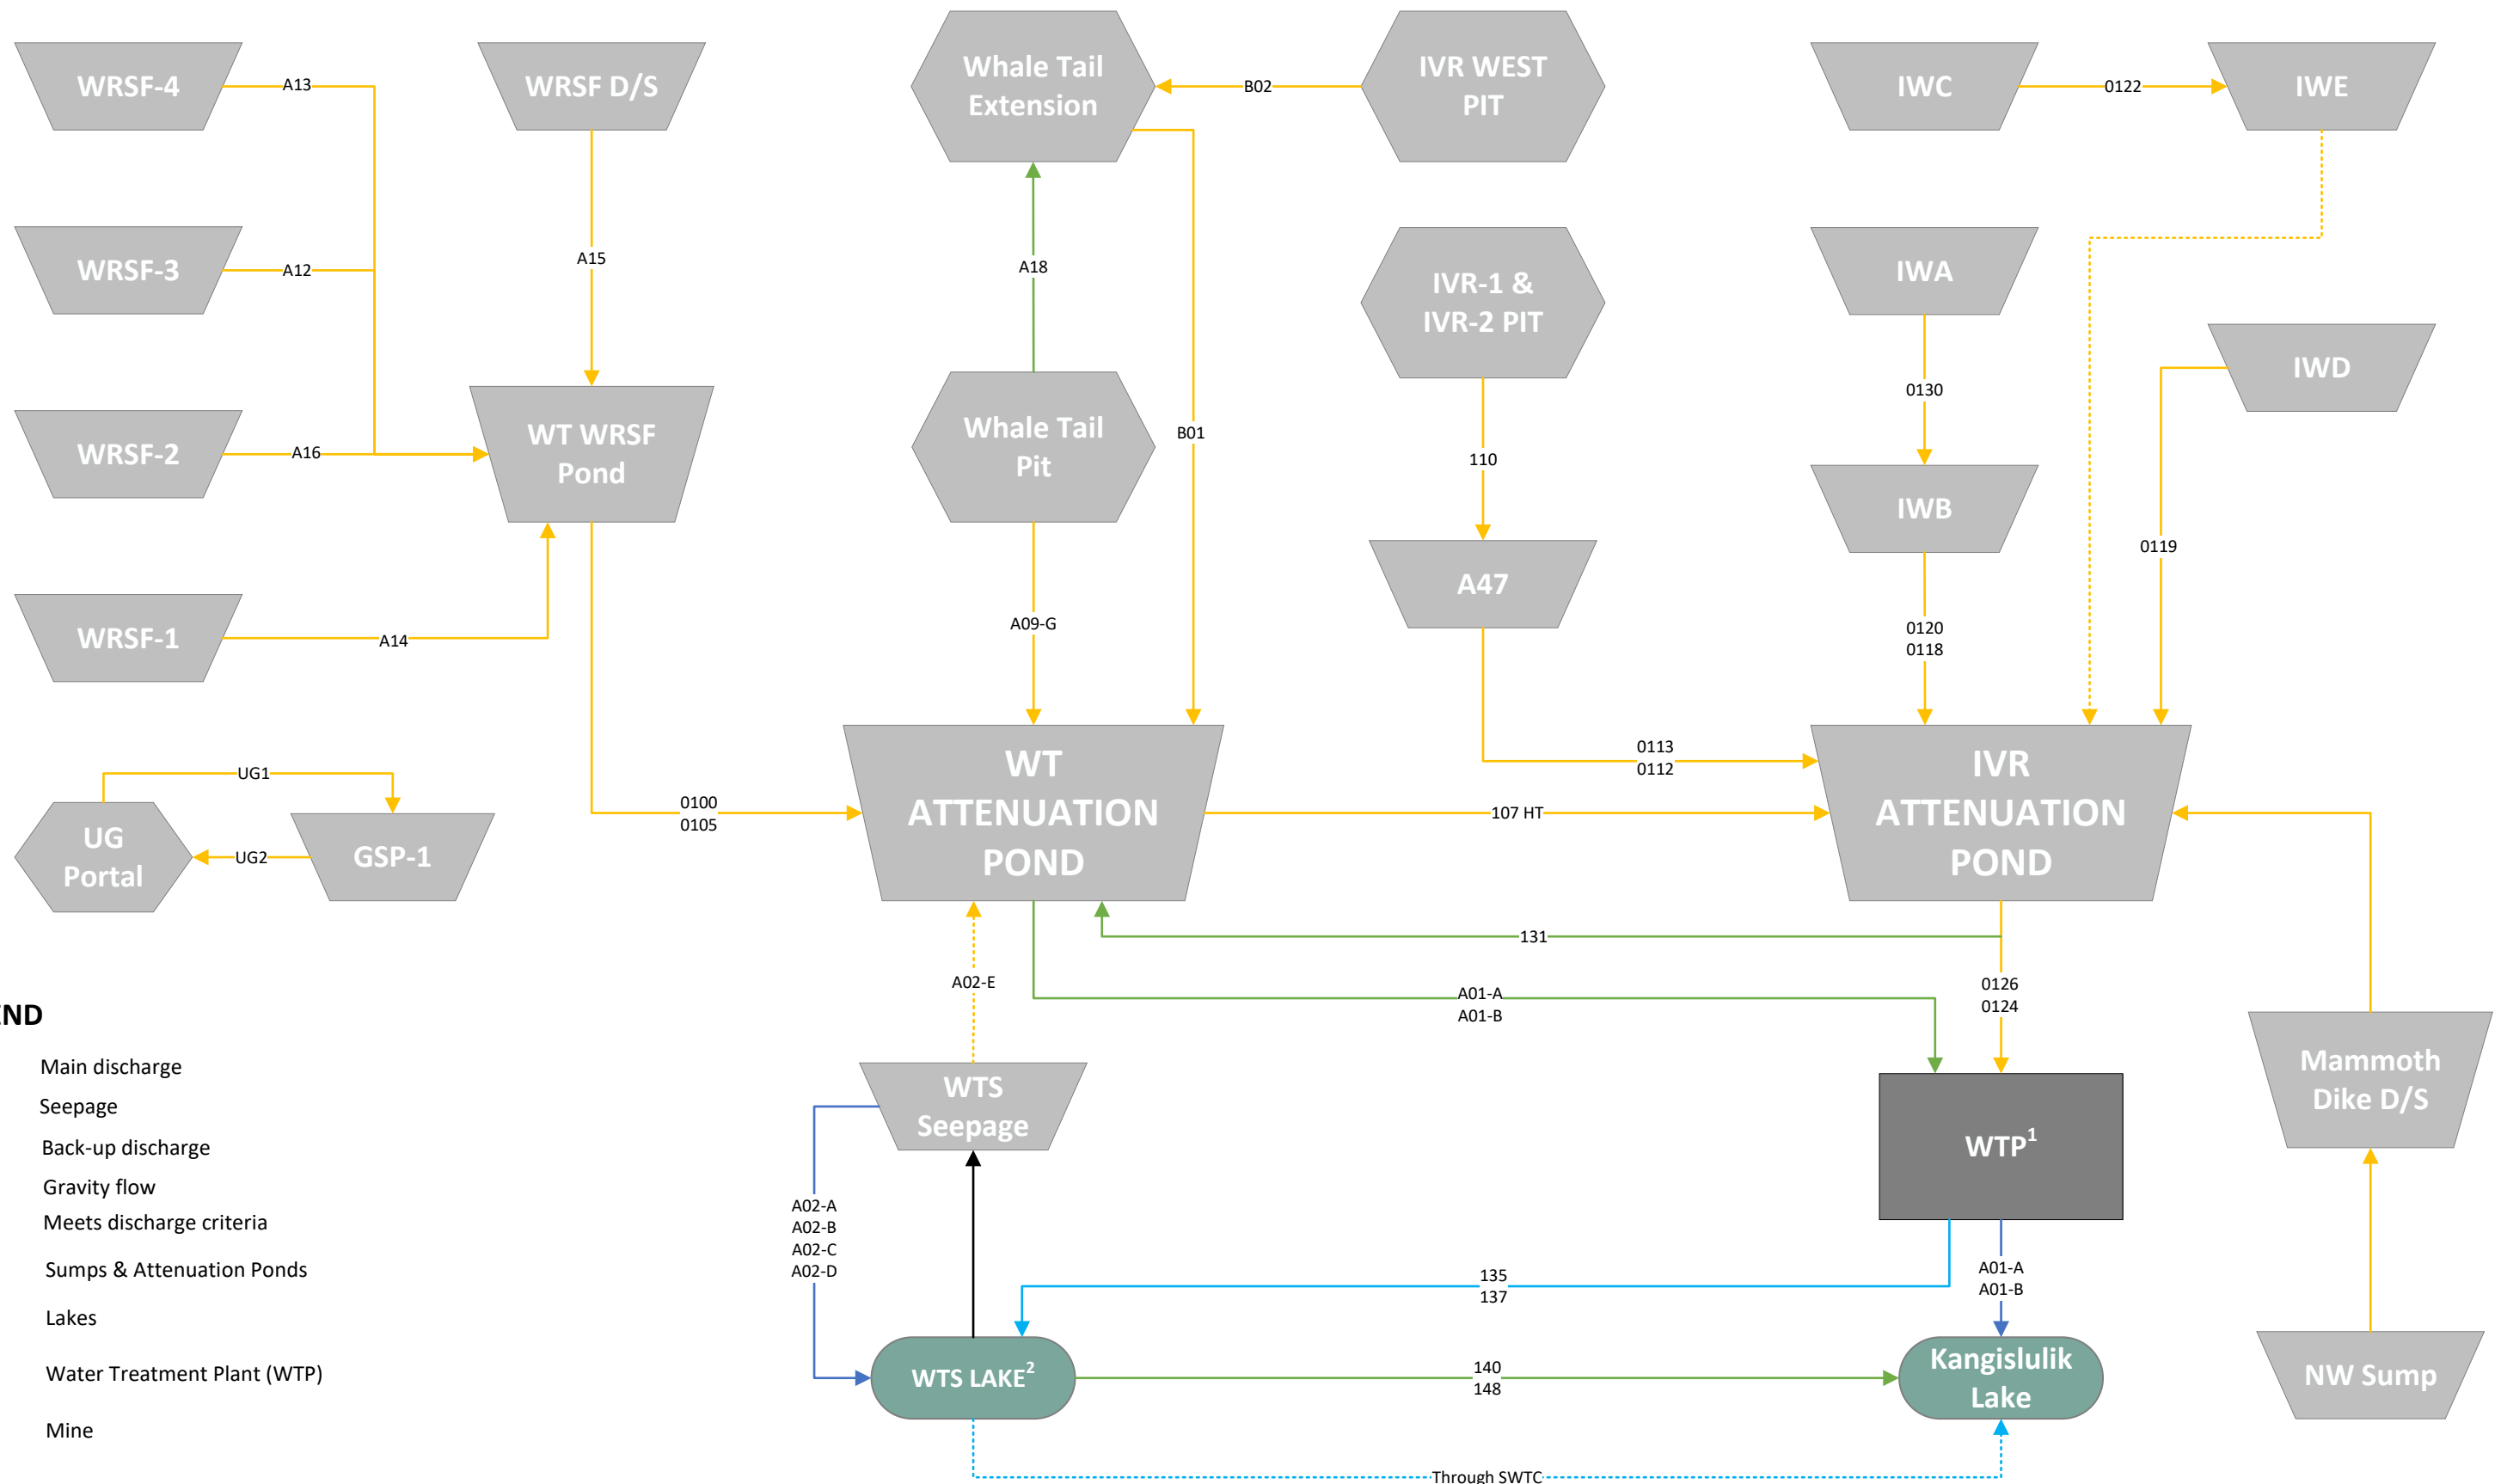 WRSF-4
A13
WRSF D/S
Whale Tail
Extension
B02
IVR WEST
PIT
IWC
0122
IWE
WRSF-3
A12
A15
A18
IVR-1 &
IVR-2 PIT
IWA
IWD
0130
WRSF-2
A16
WT WRSF
Pond
Whale Tail
Pit
B01
110
IWB
0119
WRSF-1
A14
A09-G
A47
0120
0118
UG1
UG
Portal
UG2
GSP-1
0100
0105
WT
ATTENUATION
POND
107 HT
0113
0112
IVR
ATTENUATION
POND
131
A02-E
A01-A
A01-B
0126
0124
END
Main discharge
Seepage
Back-up discharge
Gravity flow
Meets discharge criteria
Sumps & Attenuation Ponds
Lakes
Water Treatment Plant (WTP)
Mine
WTS
Seepage
WTP1
Mammoth
Dike D/S
A02-A
A02-B
A02-C
A02-D
135
137
A01-A
A01-B
WTS LAKE2
140
148
Kangislulik
Lake
NW Sump
Through SWTC